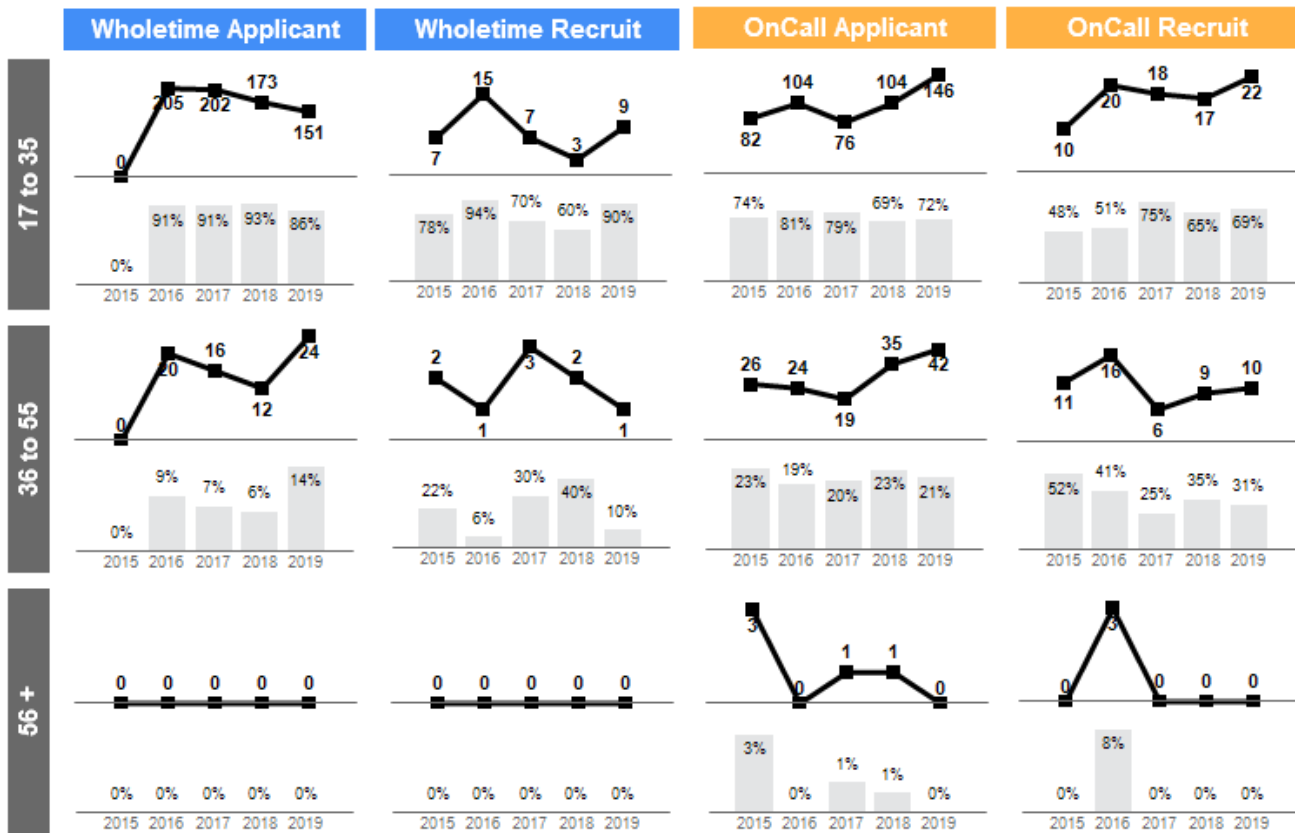 Wholetime Applicant Wholetime Recruit OnCall Applicant OnCall Recruit
17 to 35
0 205 202 173 151
7 15 7 3 9
82 104 76 104 146
10 20 18 17 22
0% 91% 91% 93% 86%
78% 94% 70% 60% 90%
74% 81% 79% 69% 72%
48% 51% 75% 65% 69%
2015 2016 2017 2018 2019
2015 2016 2017 2018 2019
2015 2016 2017 2018 2019
2015 2016 2017 2018 2019
36 to 55
0 20 16 12 24
2 1 3 2 1
26 24 19 35 42
11 16 6 9 10
0% 9% 7% 6% 14%
22% 6% 30% 40% 10%
23% 19% 20% 23% 21%
52% 41% 25% 35% 31%
2015 2016 2017 2018 2019
2015 2016 2017 2018 2019
2015 2016 2017 2018 2019
2015 2016 2017 2018 2019
56 +
0 0 0 0 0
0 0 0 0 0
3 0 1 1 0
0 3 0 0 0
0% 0% 0% 0% 0%
0% 0% 0% 0% 0%
3% 0% 1% 1% 0%
0% 8% 0% 0% 0%
2015 2016 2017 2018 2019
2015 2016 2017 2018 2019
2015 2016 2017 2018 2019
2015 2016 2017 2018 2019